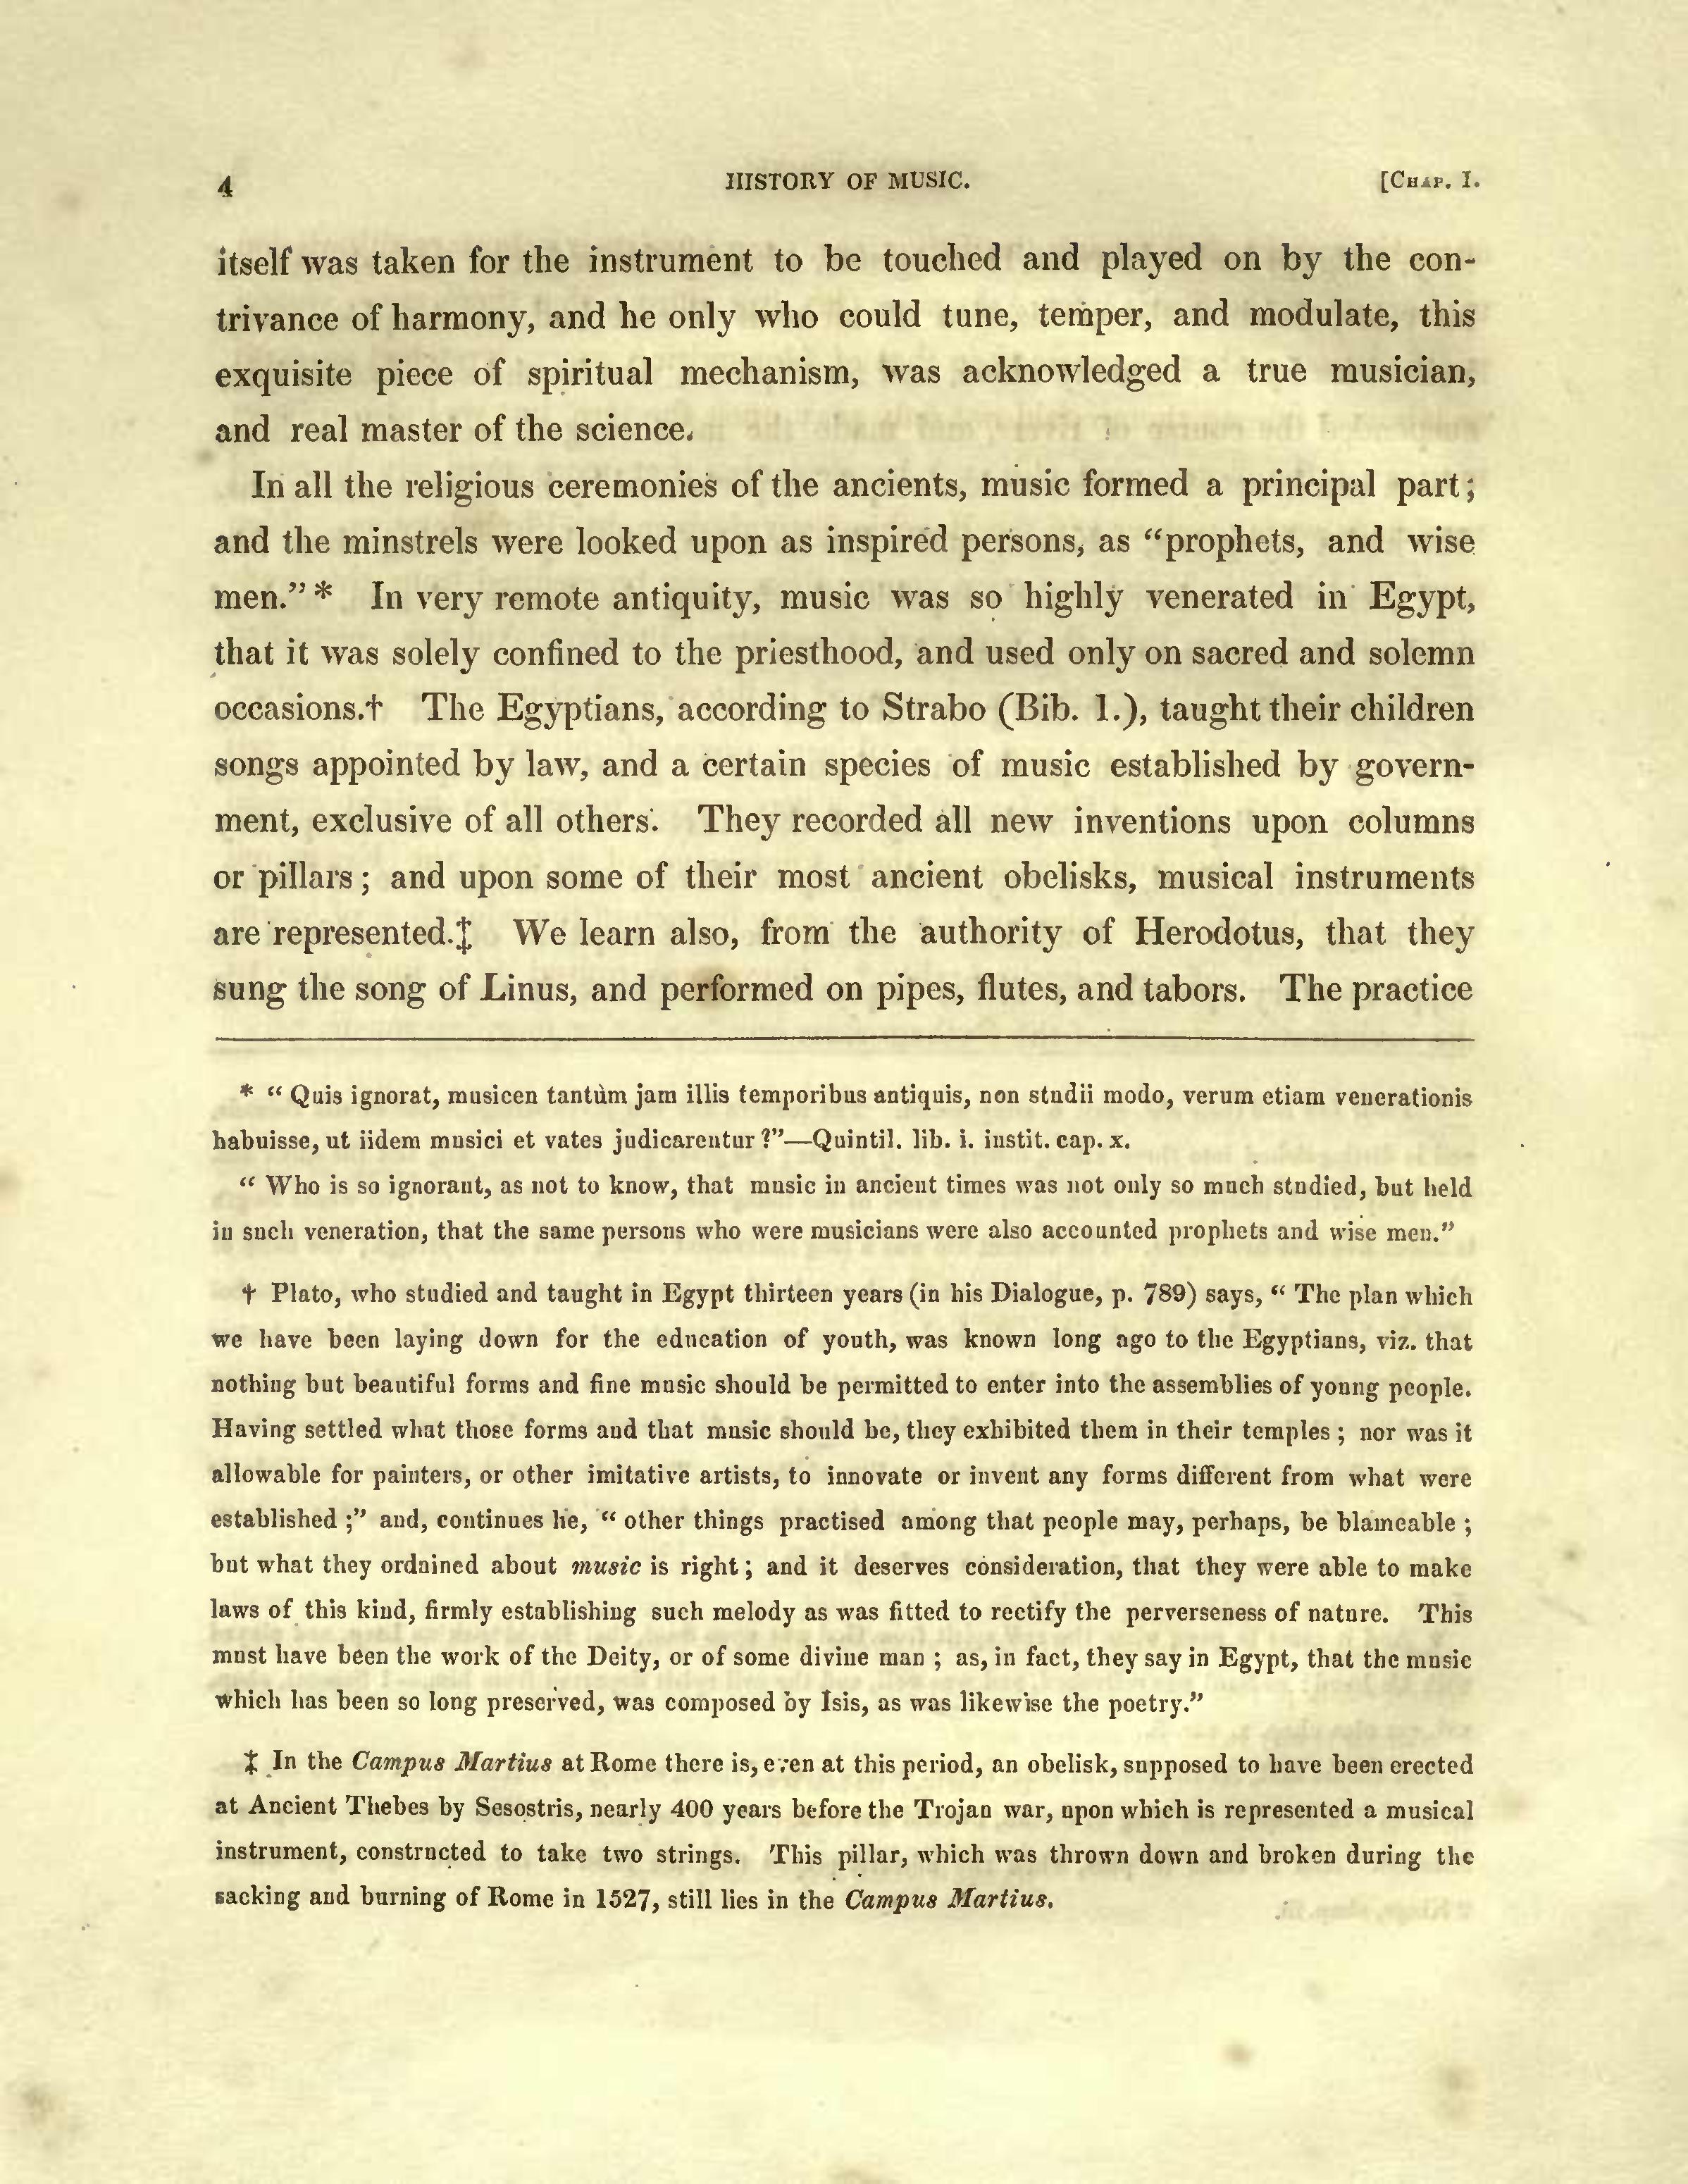 4 HISTORY OF MUSIC. [CHAP. I.
itself was taken for the instrument to be touched and played on by the con-
trivance of harmony, and he only who could tune, temper, and modulate, this
exquisite piece of spiritual mechanism, was acknowledged a true musician,
and real master of the science.
In all the religious ceremonies of the ancients, music formed a principal part;
and the minstrels were looked upon as inspired persons, as “prophets, and wise
men.”* In very remote antiquity, music was so highly venerated in Egypt,
that it was solely confined to the priesthood, and used only on sacred and solemn
occasions.† The Egyptians, according to Strabo (Bib. 1.), taught their children
songs appointed by law, and a certain species of music established by govern-
ment, exclusive of all others. They recorded all new inventions upon columns
or pillars; and upon some of their most ancient obelisks, musical instruments
are represented.‡ We learn also, from the authority of Herodotus, that they
sung the song of Linus, and performed on pipes, flutes, and tabors. The practice
* “Quis ignorat, musicen tantùm jam illis temporibus antiquis, non studii modo, verum etiam venerationis
habuisse, ut iidem musici et vates judicarentur?”—Quintil. lib. i. instit. cap. x.
“Who is so ignorant, as not to know, that music in ancient times was not only so much studied, but held
in such veneration, that the same persons who were musicians were also accounted prophets and wise men.”
† Plato, who studied and taught in Egypt thirteen years (in his Dialogue, p. 789) says, “The plan which
we have been laying down for the education of youth, was known long ago to the Egyptians, viz. that
nothing but beautiful forms and fine music should be permitted to enter into the assemblies of young people.
Having settled what those forms and that music should be, they exhibited them in their temples; nor was it
allowable for painters, or other imitative artists, to innovate or invent any forms different from what were
established;” and, continues he, “other things practised among that people may, perhaps, be blameable;
but what they ordained about music is right; and it deserves consideration, that they were able to make
laws of this kind, firmly establishing such melody as was fitted to rectify the perverseness of nature. This
must have been the work of the Deity, or of some divine man; as, in fact, they say in Egypt, that the music
which has been so long preserved, was composed by Isis, as was likewise the poetry.”
‡ In the Campus Martius at Rome there is, even at this period, an obelisk, supposed to have been erected
at Ancient Thebes by Sesostris, nearly 400 years before the Trojan war, upon which is represented a musical
instrument, constructed to take two strings. This pillar, which was thrown down and broken during the
sacking and burning of Rome in 1527, still lies in the Campus Martius.